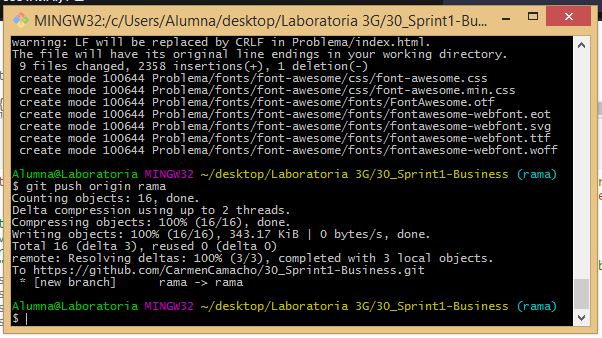 MINGW32:/c/Users/Alumna/desktop/Laboratoria 3G/30_Sprint1-Bu...
warning: LF will be replaced by CRLF in Problema/index.html.
The file will have its original line endings in your working directory.
 9 files changed, 2358 insertions(+), 1 deletion(-)
 create mode 100644 Problema/fonts/font-awesome/css/font-awesome.css
 create mode 100644 Problema/fonts/font-awesome/css/font-awesome.min.css
 create mode 100644 Problema/fonts/font-awesome/fonts/FontAwesome.otf
 create mode 100644 Problema/fonts/font-awesome/fonts/fontawesome-webfont.eot
 create mode 100644 Problema/fonts/font-awesome/fonts/fontawesome-webfont.svg
 create mode 100644 Problema/fonts/font-awesome/fonts/fontawesome-webfont.ttf
 create mode 100644 Problema/fonts/font-awesome/fonts/fontawesome-webfont.woff
Alumna@Laboratoria MINGW32 ~/desktop/Laboratoria 3G/30_Sprint1-Business (rama)
$ git push origin rama
Counting objects: 16, done.
Delta compression using up to 2 threads.
Compressing objects: 100% (16/16), done.
Writing objects: 100% (16/16), 343.17 KiB | 0 bytes/s, done.
Total 16 (delta 3), reused 0 (delta 0)
remote: Resolving deltas: 100% (3/3), completed with 3 local objects.
To https://github.com/CarmenCamacho/30_Sprint1-Business.git
 * [new branch]      rama -> rama
Alumna@Laboratoria MINGW32 ~/desktop/Laboratoria 3G/30_Sprint1-Business (rama)
$